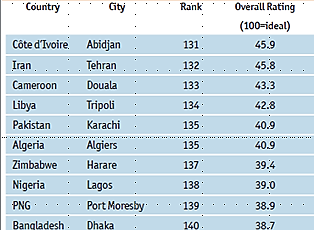 Country City Rank Overall Rating
(100=ideal)
Côte d'Ivoire Abidjan 131 45.9
Iran Tehran 132 45.8
Cameroon Douala 133 43.3
Libya Tripoli 134 42.8
Pakistan Karachi 135 40.9
Algeria Algiers 135 40.9
Zimbabwe Harare 137 39.4
Nigeria Lagos 138 39.0
PNG Port Moresby 139 38.9
Bangladesh Dhaka 140 38.7